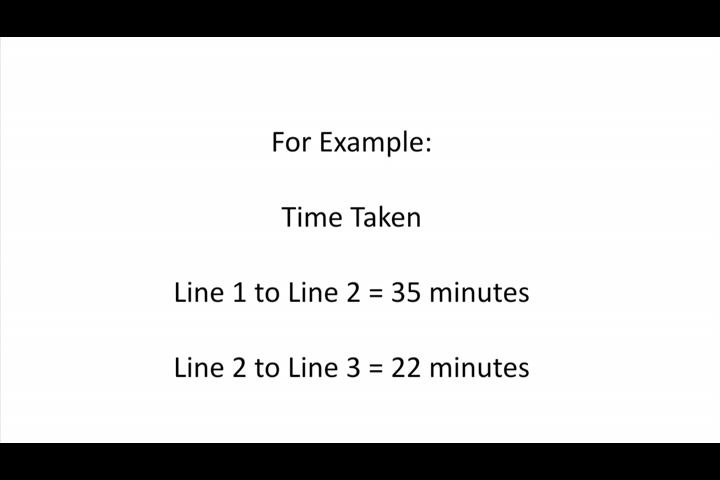 For Example:
Time Taken
Line 1 to Line 2 = 35 minutes
Line 2 to Line 3 = 22 minutes